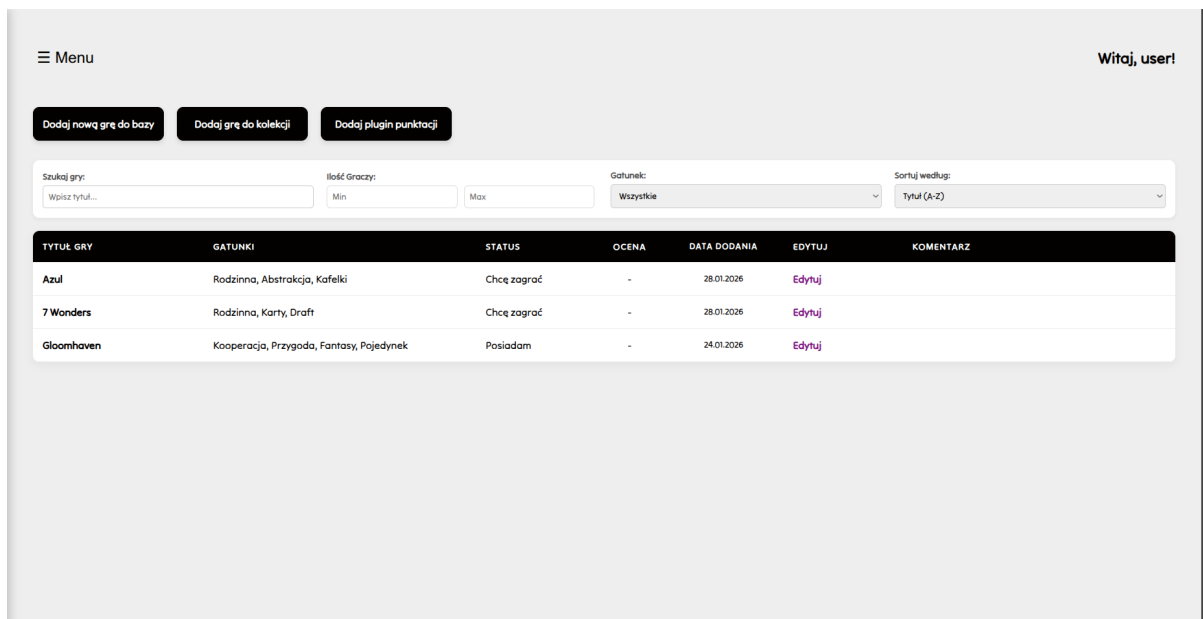 ☰ Menu
Witaj, user!
Dodaj nową grę do bazy
Dodaj grę do kolekcji
Dodaj plugin punktacji
Szukaj gry:
Ilość Graczy:
Gatunek:
Sortuj według:
Wpisz tytuł...
Min
Max
Wszystkie
Tytuł (A-Z)
TYTUŁ GRY GATUNKI STATUS OCENA DATA DODANIA EDYTUJ KOMENTARZ
Azul Rodzinna, Abstrakcja, Kafelki Chcę zagrać - 28.01.2026 Edytuj
7 Wonders Rodzinna, Karty, Draft Chcę zagrać - 28.01.2026 Edytuj
Gloomhaven Kooperacja, Przygoda, Fantasy, Pojedynek Posiadam - 24.01.2026 Edytuj